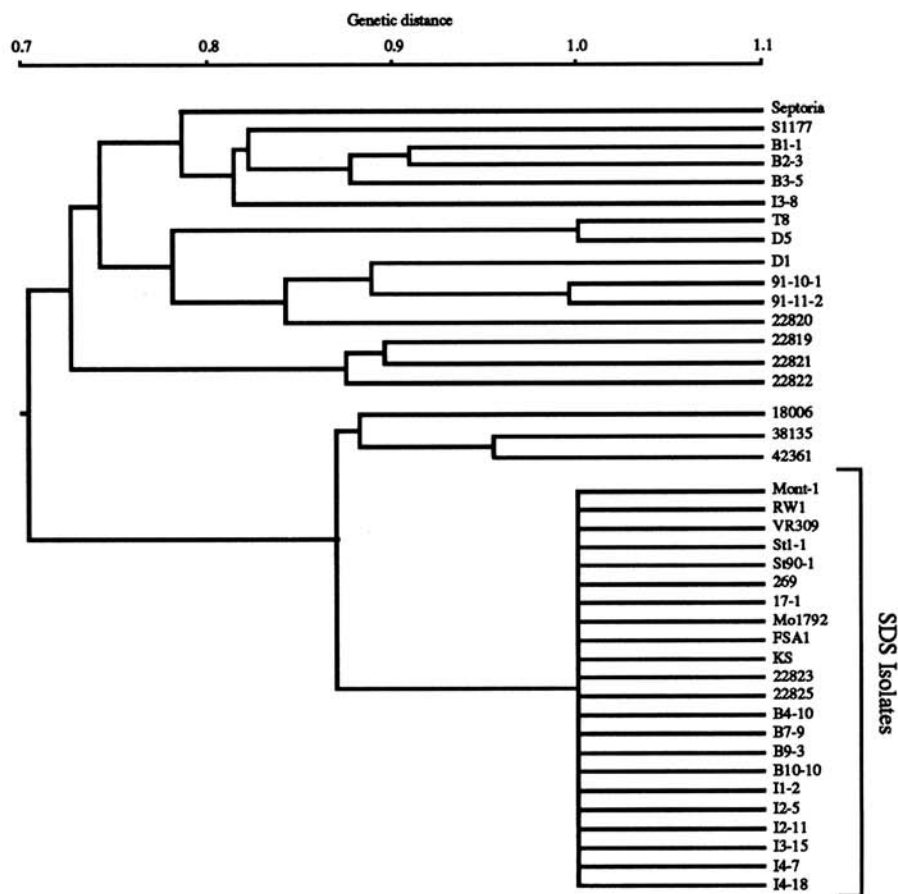 Genetic distance
0.7 0.8 0.9 1.0 1.1
Septoria
S1177
B1-1
B2-3
B3-5
I3-8
T8
D5
D1
91-10-1
91-11-2
22820
22819
22821
22822
18006
38135
42361
Mont-1
RW1
VR309
St1-1
St90-1
269
17-1
Mo1792
FSA1
KS
22823
22825
B4-10
B7-9
B9-3
B10-10
I1-2
I2-5
I2-11
I3-15
I4-7
I4-18
SDS Isolates